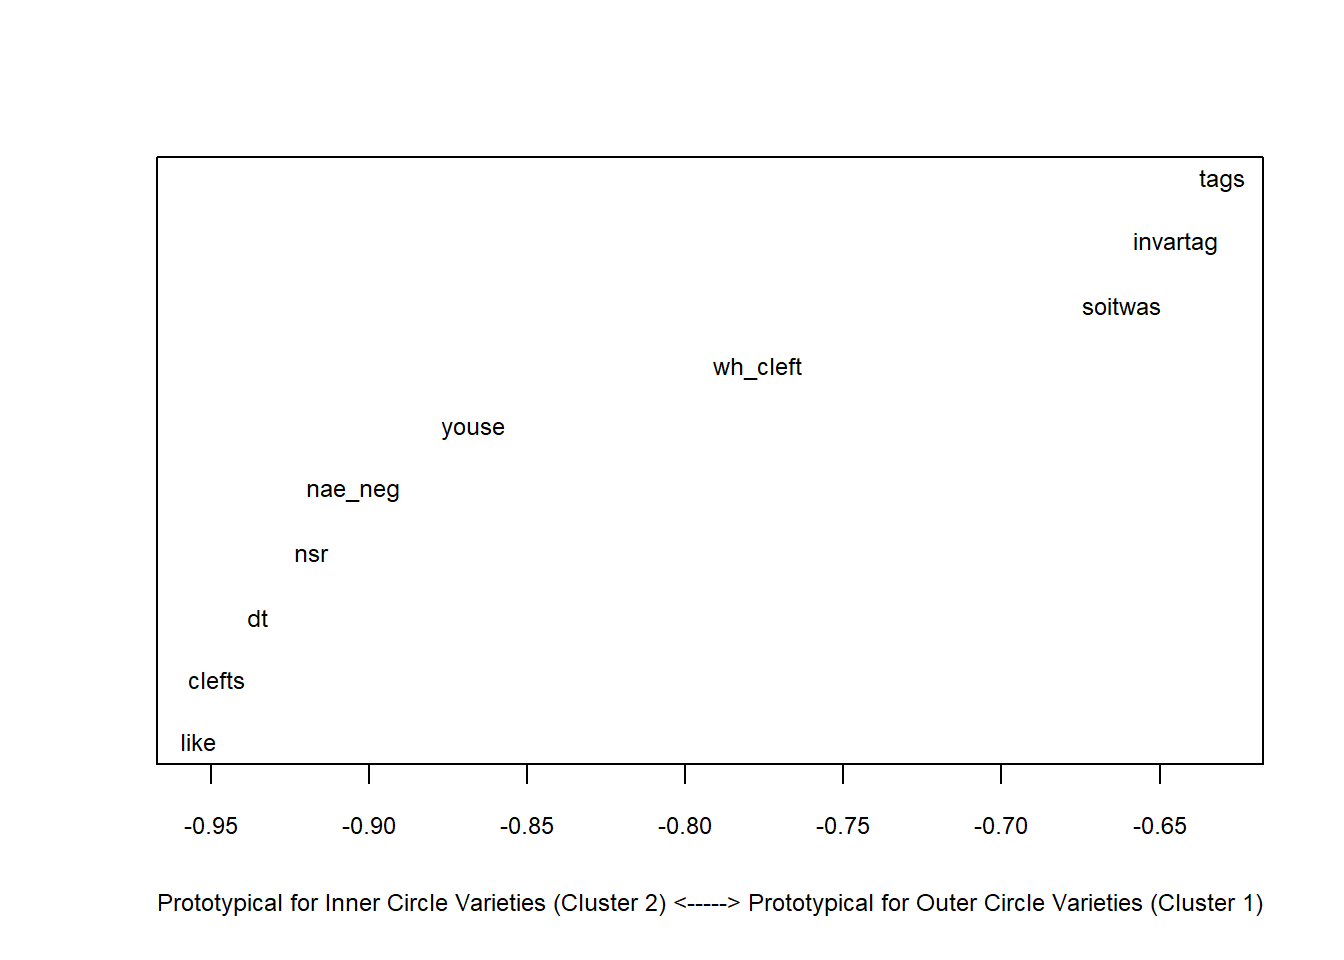 tags
invartag
soitwas
wh_cleft
youse
nae_neg
nsr
dt
clefts
like
-0.95 -0.90 -0.85 -0.80 -0.75 -0.70 -0.65
Prototypical for Inner Circle Varieties (Cluster 2) <-----> Prototypical for Outer Circle Varieties (Cluster 1)